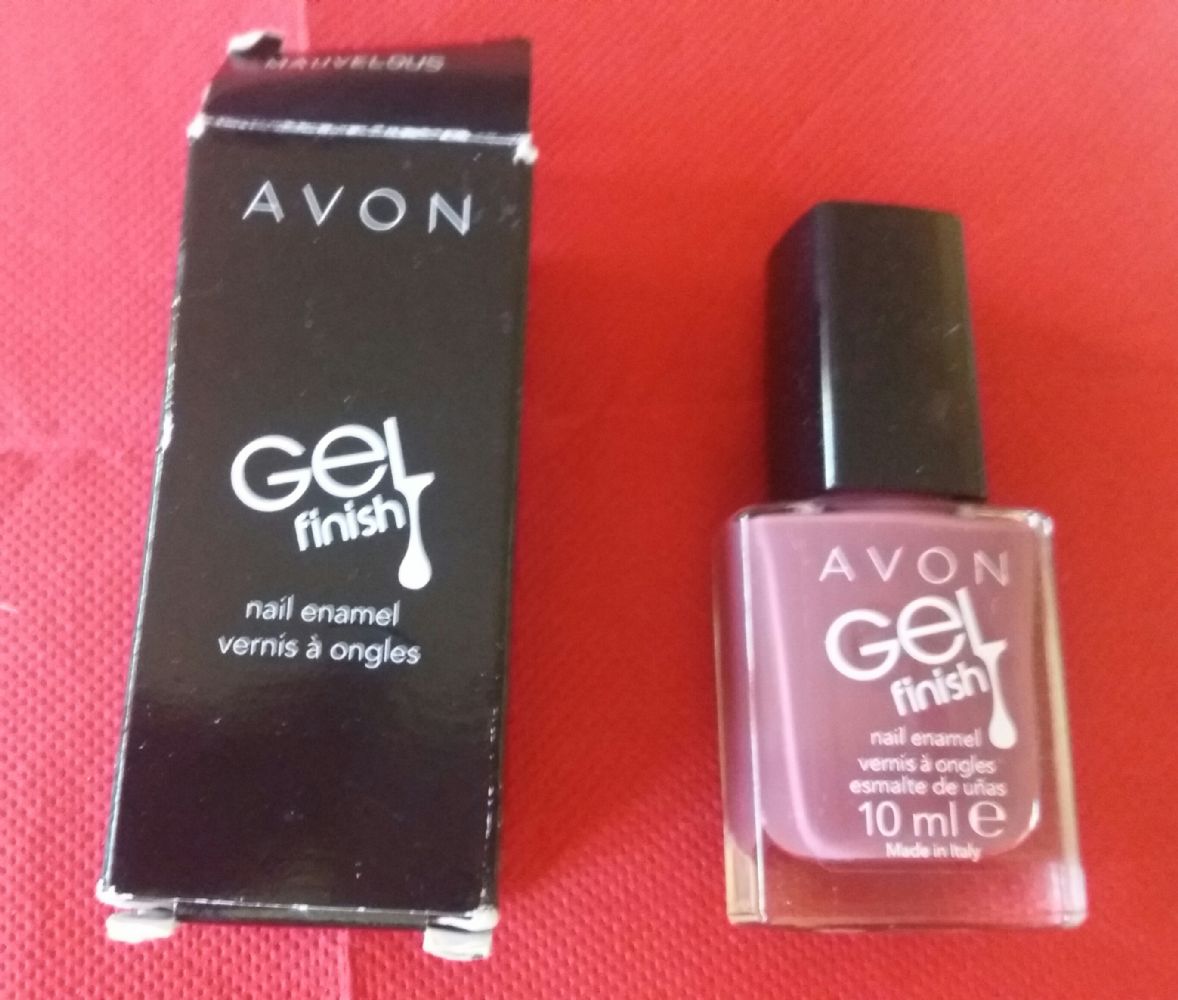 MAUVELOUS
AVON
GEL
finish
nail enamel
vernis à ongles
AVON
GEL
finish
nail enamel
vernis à ongles
esmalte de uñas
10 ml e
Made in Italy